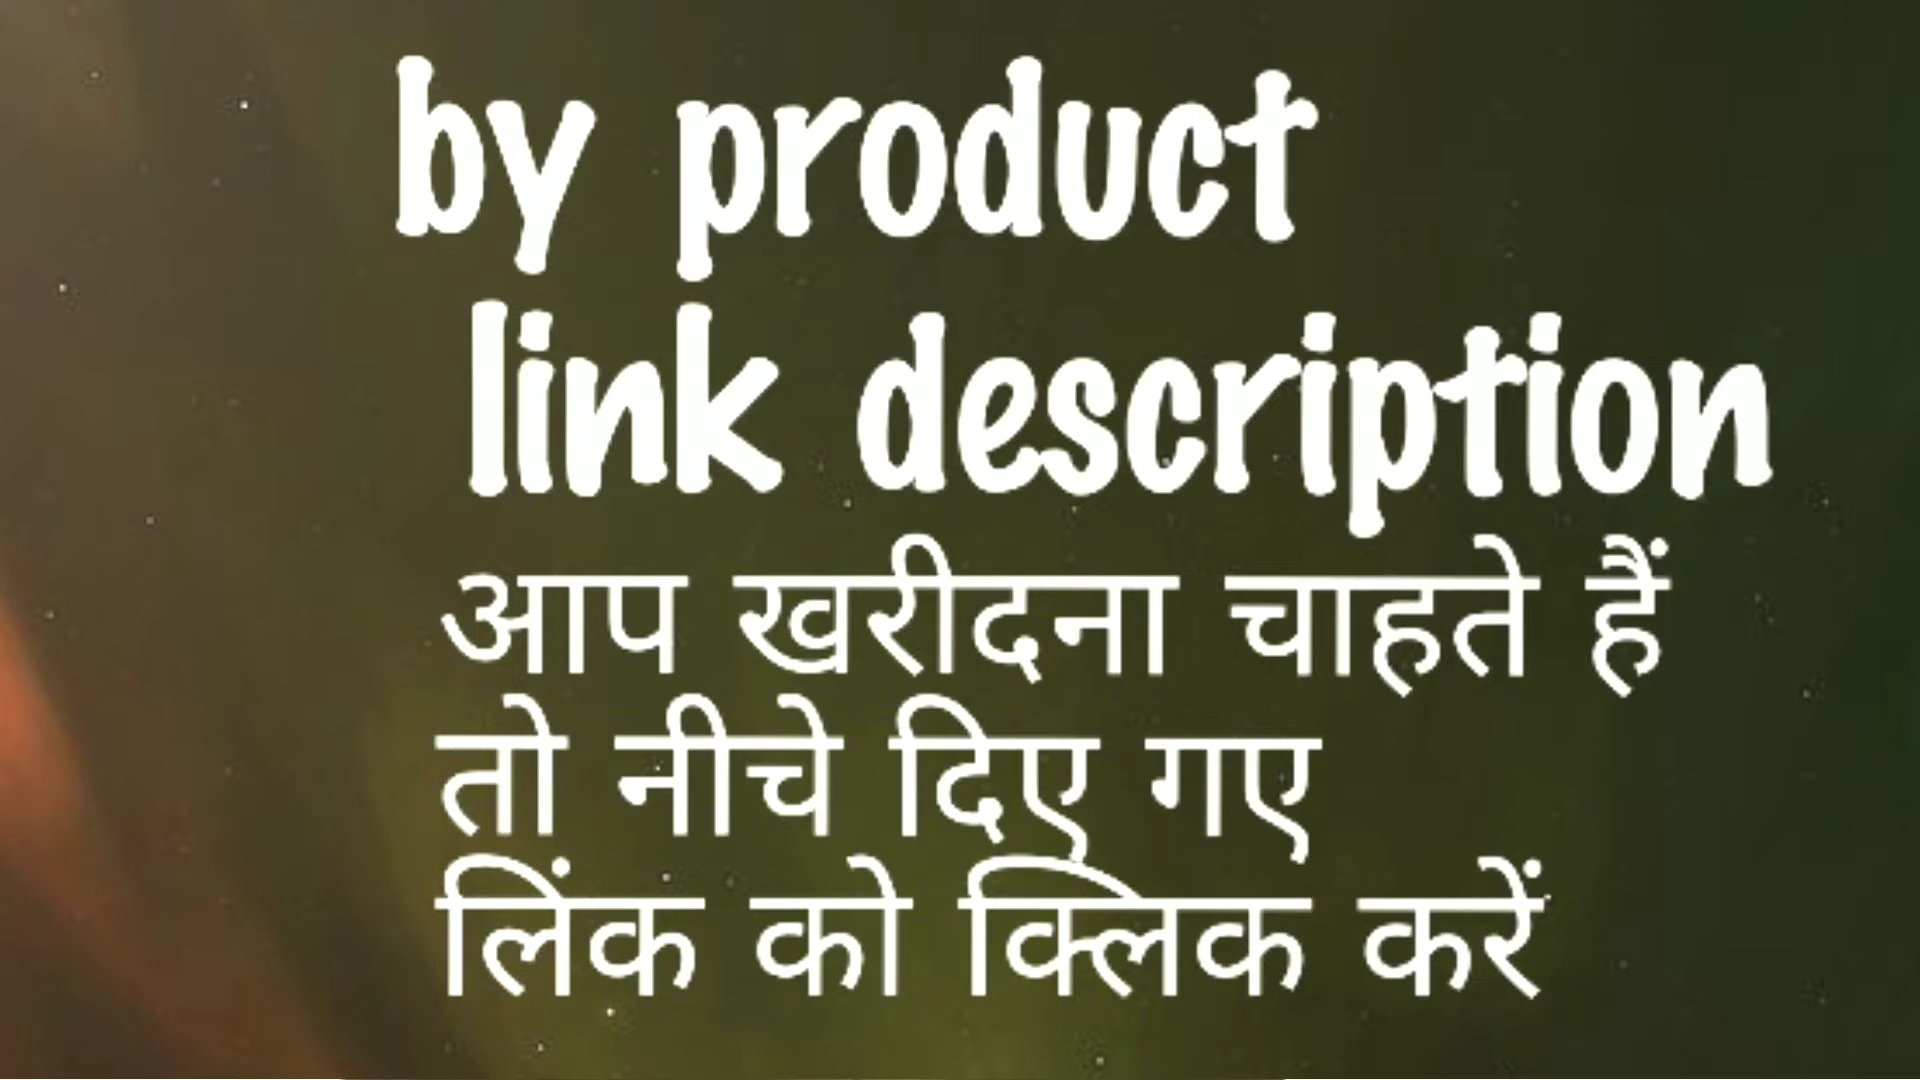 by product
link description
आप खरीदना चाहते हैं
तो नीचे दिए गए
लिंक को क्लिक करें